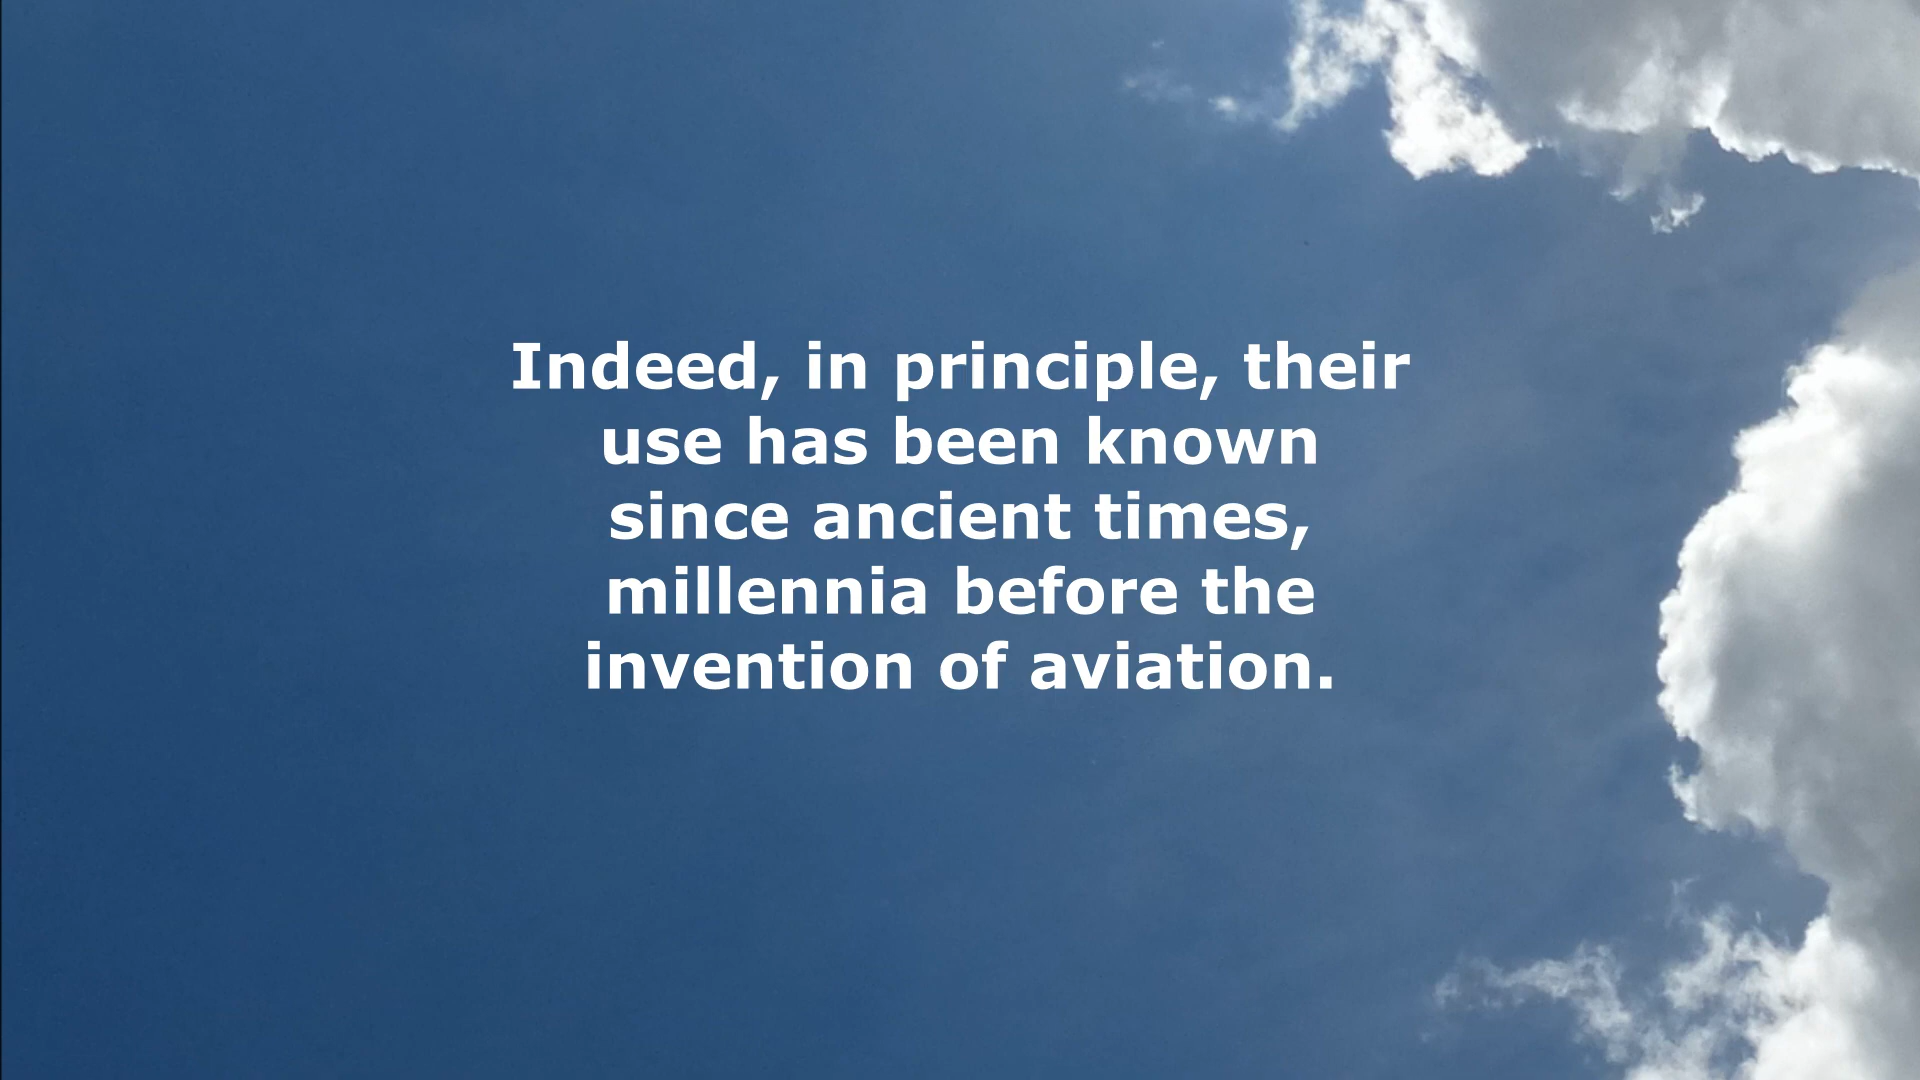 Indeed, in principle, their
use has been known
since ancient times,
millennia before the
invention of aviation.